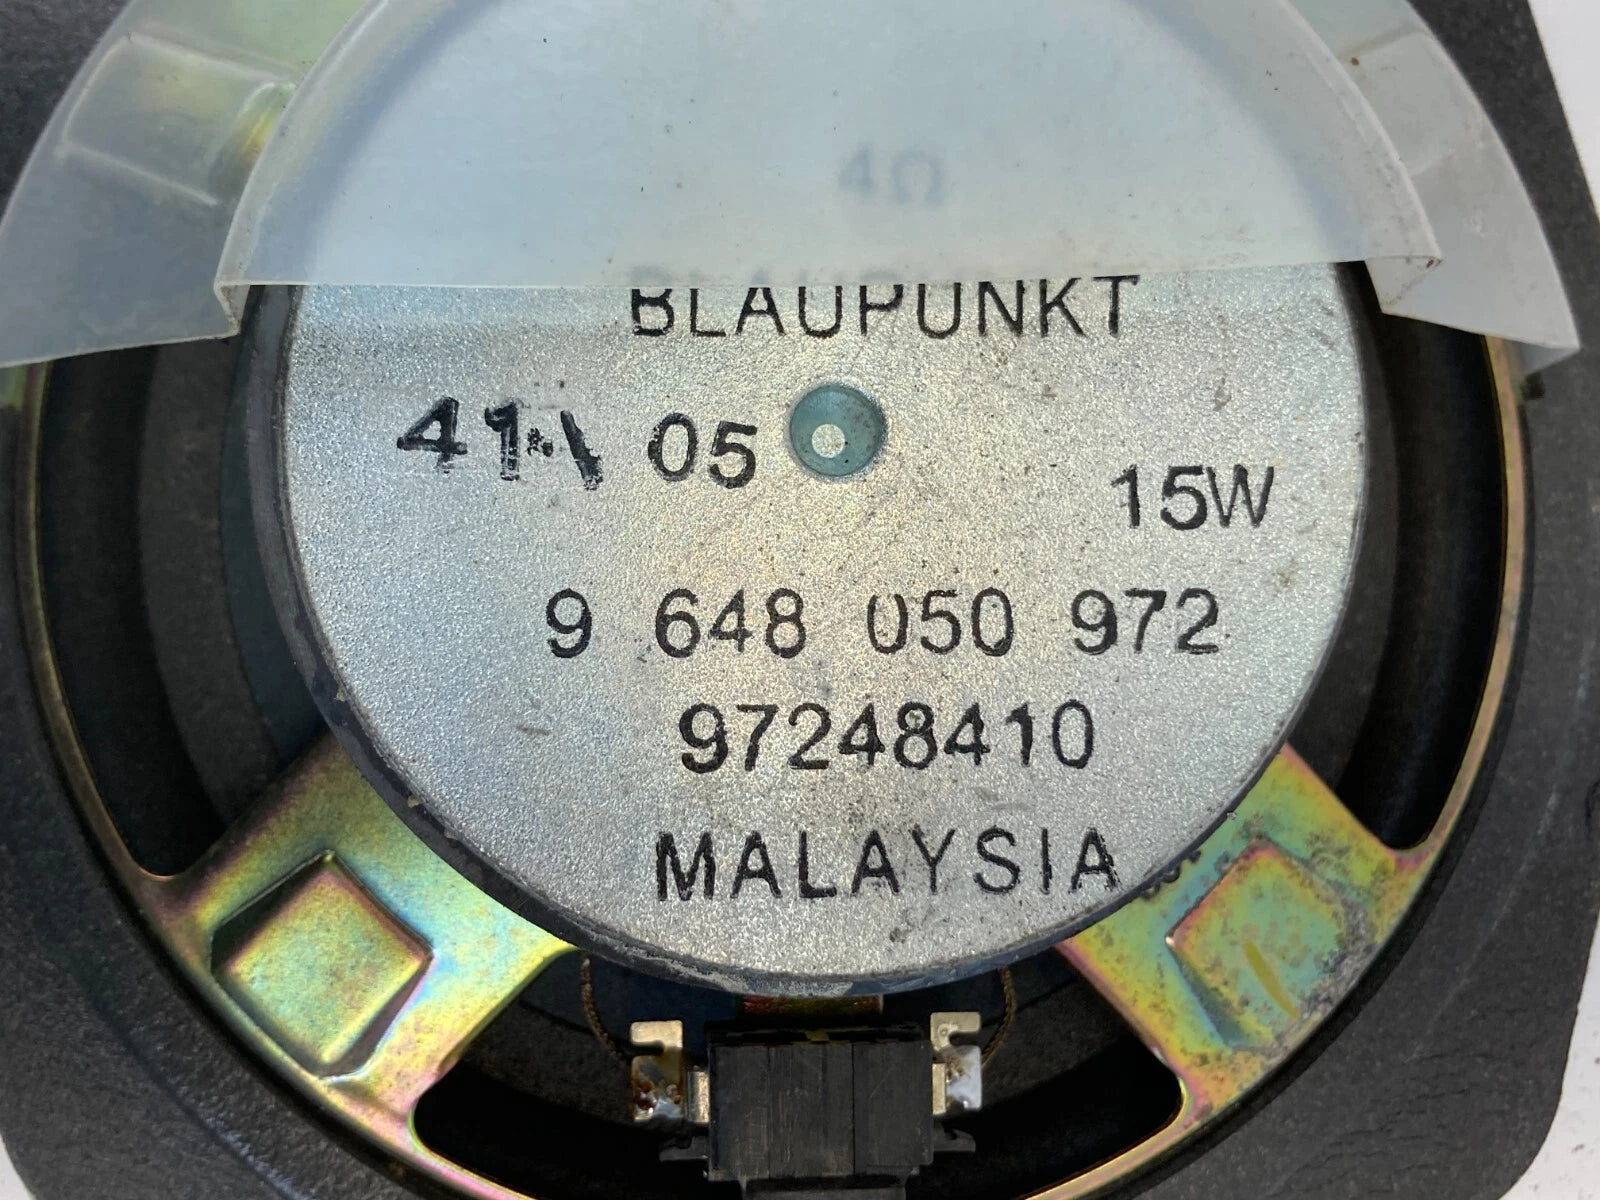 4Ω
BLAUPUNKT
05
15W
9 648 050 972
97248410
MALAYSIA